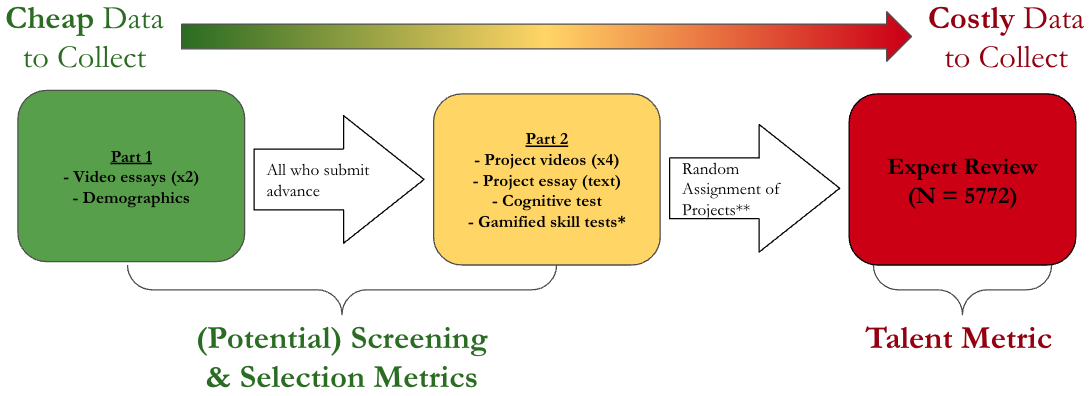 Cheap Data
to Collect
Costly Data
to Collect
Part 1
- Video essays (x2)
- Demographics
All who submit
advance
Part 2
- Project videos (x4)
- Project essay (text)
- Cognitive test
- Gamified skill tests*
Random
Assignment of
Projects**
Expert Review
(N = 5772)
(Potential) Screening
& Selection Metrics
Talent Metric